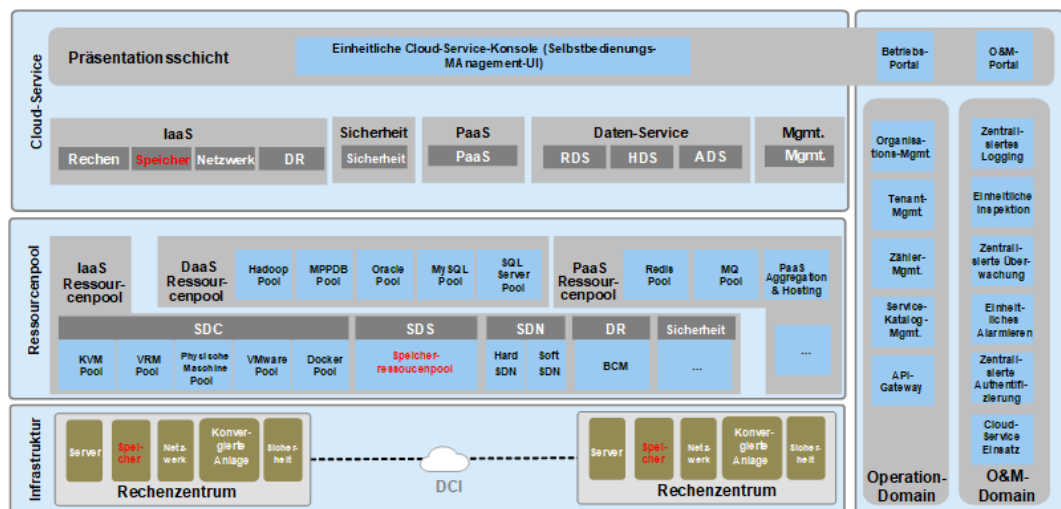 Cloud-Service
Präsentationsschicht
Einheitliche Cloud-Service-Konsole (Selbstbedienungs-
MAnagement-UI)
Betriebs-
Portal
O&M-
Portal
IaaS
Rechen
Speicher
Netzwerk
DR
Sicherheit
Sicherheit
PaaS
PaaS
Daten-Service
RDS
HDS
ADS
Mgmt.
Mgmt.
Ressourcenpool
IaaS
Ressour-
cenpool
DaaS
Ressour-
cenpool
Hadoop
Pool
MPPDB
Pool
Oracle
Pool
MySQL
Pool
SQL
Server
Pool
PaaS
Ressour-
cenpool
Redis
Pool
MQ
Pool
PaaS
Aggregation
& Hosting
SDC
KVM
Pool
VRM
Pool
Physische
Maschine
Pool
VMware
Pool
Docker
Pool
SDS
Speicher-
ressoucenpool
SDN
Hard
SDN
Soft
SDN
DR
BCM
Sicherheit
...
...
Infrastruktur
Server
Spei-
cher
Netz-
werk
Konver-
gierte
Anlage
Sicher-
heit
Rechenzentrum
DCI
Server
Spei-
cher
Netz-
werk
Konver-
gierte
Anlage
Sicher-
heit
Rechenzentrum
Organisa-
tions-Mgmt.
Tenant-
Mgmt.
Zähler-
Mgmt.
Service-
Katalog-
Mgmt.
API-
Gateway
Operation-
Domain
Zentrali-
siertes
Logging
Einheitliche
Inspektion
Zentrali-
sierte Über-
wachung
Einheit-
liches
Alarmieren
Zentrali-
sierte
Authentifi-
zierung
Cloud-
Service
Einsatz
O&M-
Domain